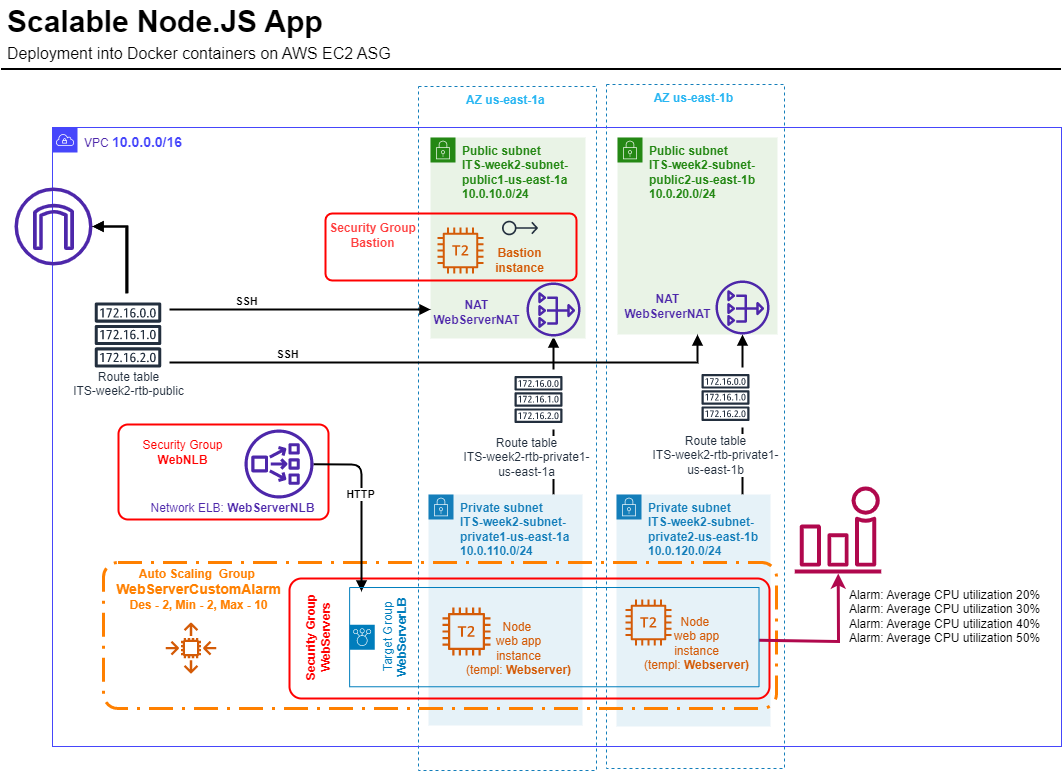 Scalable Node.JS App
Deployment into Docker containers on AWS EC2 ASG
AZ us-east-1a
AZ us-east-1b
VPC 10.0.0.0/16
Public subnet
ITS-week2-subnet-
public1-us-east-1a
10.0.10.0/24
Public subnet
ITS-week2-subnet-
public2-us-east-1b
10.0.20.0/24
Security Group
Bastion
T2
Bastion
instance
NAT
WebServerNAT
NAT
WebServerNAT
172.16.0.0
172.16.1.0
172.16.2.0
Route table
ITS-week2-rtb-public
SSH
SSH
172.16.0.0
172.16.1.0
172.16.2.0
Route table
ITS-week2-rtb-private1-
us-east-1a
172.16.0.0
172.16.1.0
172.16.2.0
Route table
ITS-week2-rtb-private1-
us-east-1b
Security Group
WebNLB
Network ELB: WebServerNLB
HTTP
Private subnet
ITS-week2-subnet-
private1-us-east-1a
10.0.110.0/24
Private subnet
ITS-week2-subnet-
private2-us-east-1b
10.0.120.0/24
Auto Scaling Group
WebServerCustomAlarm
Des - 2, Min - 2, Max - 10
Security Group
WebServers
Target Group
WebServerLB
T2
Node
web app
instance
(templ: Webserver)
T2
Node
web app
instance
(templ: Webserver)
Alarm: Average CPU utilization 20%
Alarm: Average CPU utilization 30%
Alarm: Average CPU utilization 40%
Alarm: Average CPU utilization 50%